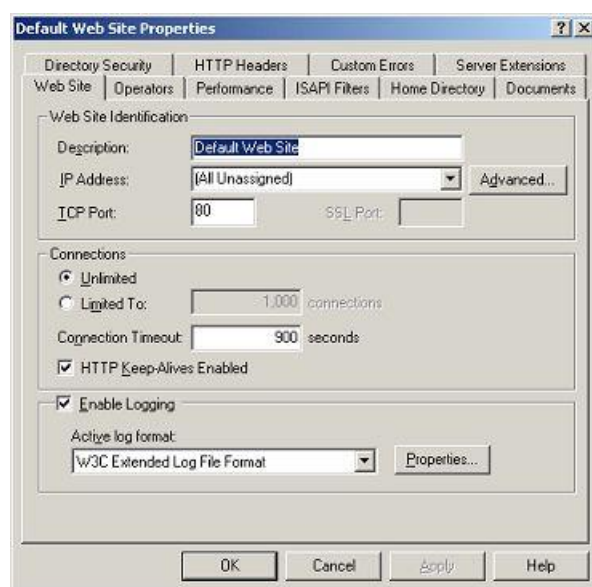 Default Web Site Properties
Directory Security HTTP Headers Custom Errors Server Extensions
Web Site Operators Performance ISAPI Filters Home Directory Documents
Web Site Identification
Description: Default Web Site
IP Address: (All Unassigned) Advanced...
TCP Port: 80 SSL Port:
Connections
Unlimited
Limited To: 1,000 connections
Connection Timeout: 900 seconds
HTTP Keep-Alives Enabled
Enable Logging
Active log format:
W3C Extended Log File Format Properties...
OK Cancel Apply Help